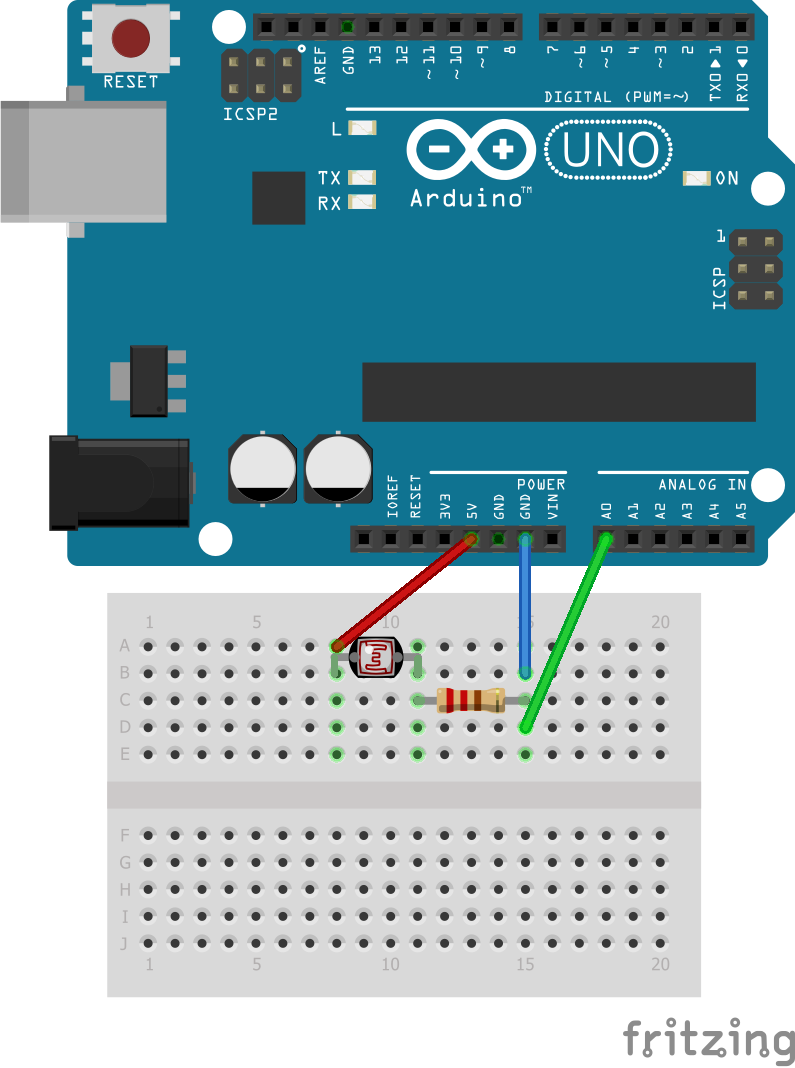 RESET
ICSP2
AREF
GND
13
12
~11
~10
~9
8
7
~6
~5
4
~3
2
TX0▶1
RX0◀0
DIGITAL (PWM=~)
L
TX
RX
UNO
Arduino™
ON
1
ICSP
POWER
ANALOG IN
IOREF
RESET
3V3
5V
GND
GND
VIN
A0
A1
A2
A3
A4
A5
1 5 10 15 20
A
B
C
D
E
F
G
H
I
J
1 5 10 15 20
fritzing